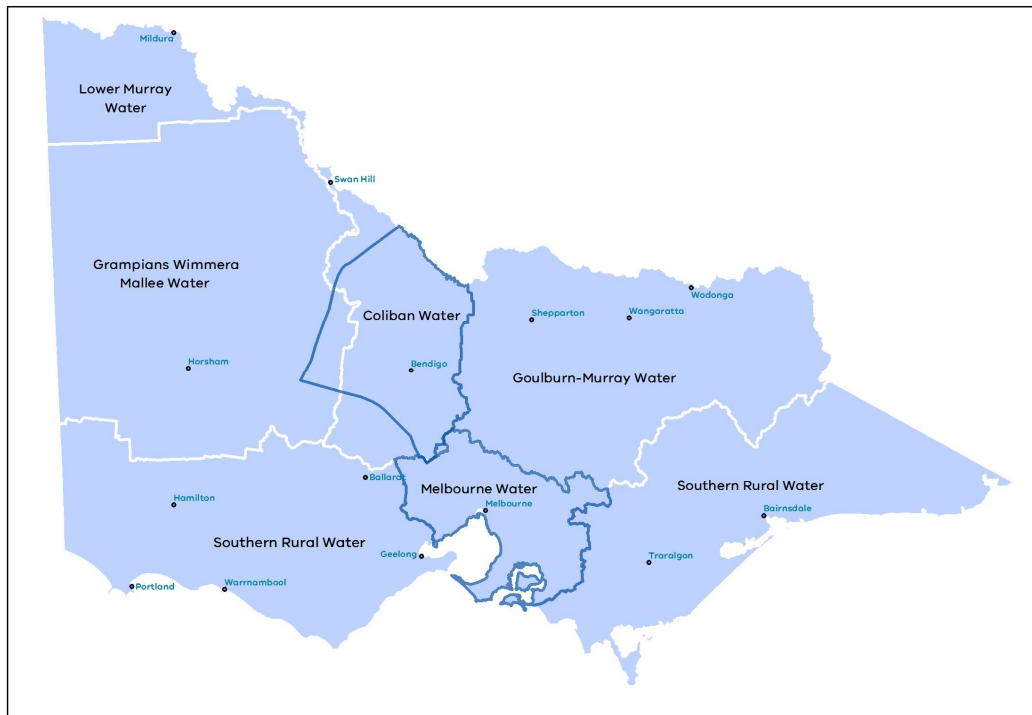 Mildura
Lower Murray
Water
Swan Hill
Grampians Wimmera
Mallee Water
Wodonga
Coliban Water
Shepparton
Wangaratta
Horsham
Bendigo
Goulburn-Murray Water
Ballarat
Melbourne Water
Southern Rural Water
Hamilton
Melbourne
Bairnsdale
Southern Rural Water
Geelong
Traralgon
Portland
Warrnambool